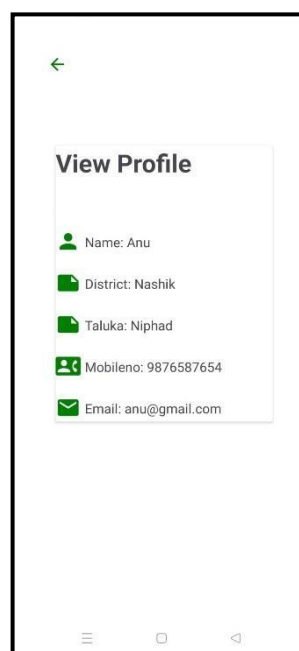 View Profile
Name: Anu
District: Nashik
Taluka: Niphad
Mobileno: 9876587654
Email: anu@gmail.com